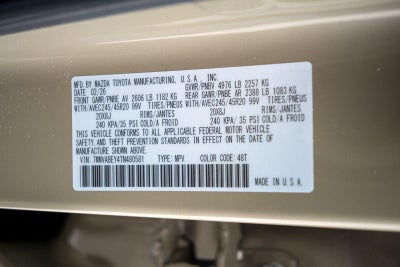 MFD. BY MAZDA TOYOTA MANUFACTURING, U.S.A., INC.
DATE: 02/26 GVWR/PNBV 4976 LB 2257 KG
FRONT GAWR/PNBE AV 2606 LB 1182 KG REAR GAWR/PNBE AR 2388 LB 1083 KG
WITH/AVEC245/45R20 99V TIRES/PNEUS WITH/AVEC245/45R20 99V TIRES/PNEUS
20X8J RIMS/JANTES 20X8J RIMS/JANTES
240 KPA/35 PSI COLD/A FROID 240 KPA/35 PSI COLD/A FROID
THIS VEHICLE CONFORMS TO ALL APPLICABLE FEDERAL MOTOR VEHICLE
SAFETY, AND THEFT PREVENTION STANDARDS IN EFFECT ON THE DATE OF
MANUFACTURE SHOWN ABOVE.
7MMVABEY4TN480581 TYPE: MPV COLOR CODE: 48T
MADE IN U.S.A.